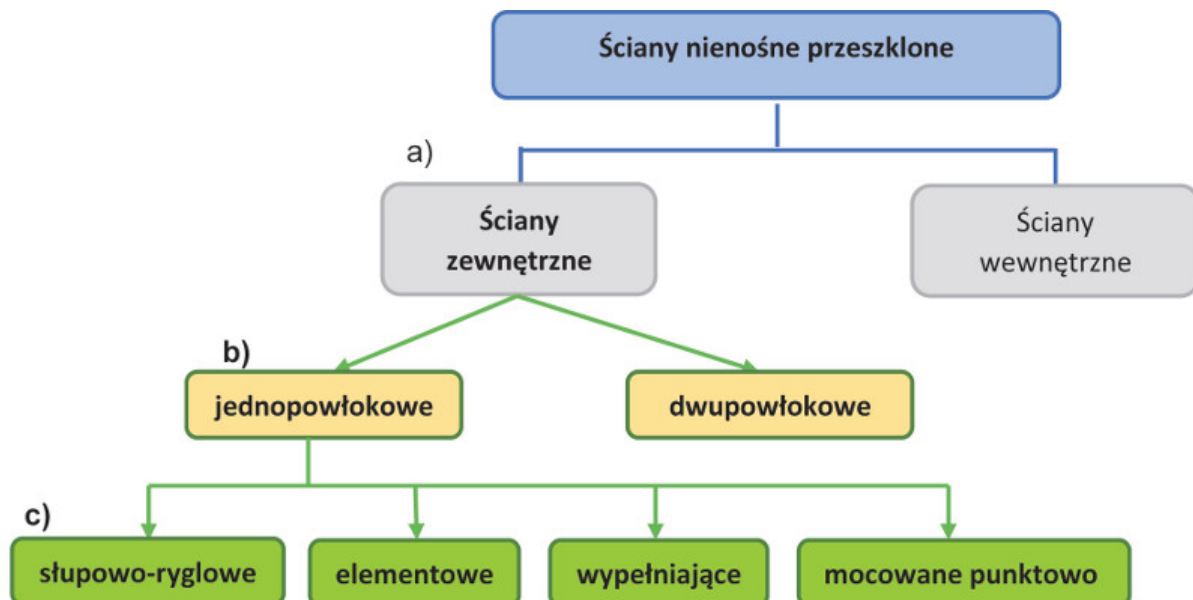 Ściany nienośne przeszklone
a)
Ściany
zewnętrzne
Ściany
wewnętrzne
b)
jednopowłokowe
dwupowłokowe
c)
słupowo-ryglowe
elementowe
wypełniające
mocowane punktowo